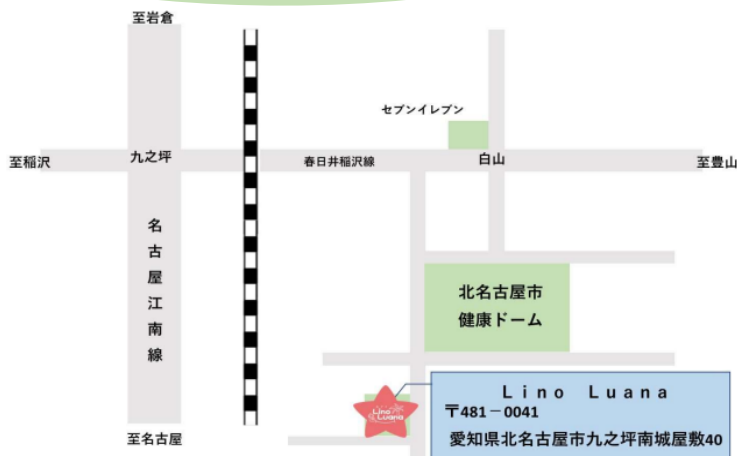 至岩倉
セブンイレブン
至稲沢
九之坪
春日井稲沢線
白山
至豊山
名古屋江南線
北名古屋市
健康ドーム
Lino Luana
〒481－0041
愛知県北名古屋市九之坪南城屋敷40
Lino
Luana
至名古屋